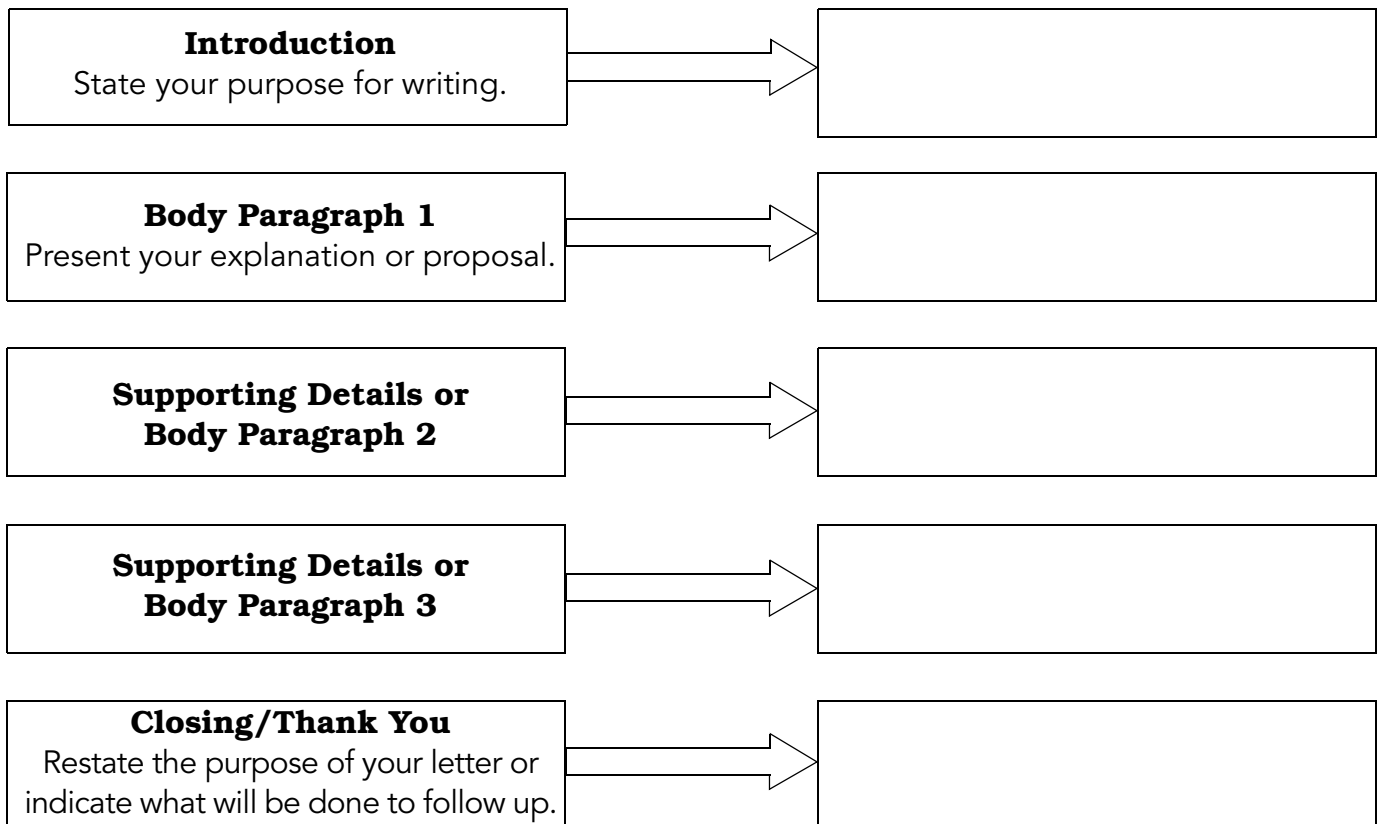 Introduction
State your purpose for writing.
Body Paragraph 1
Present your explanation or proposal.
Supporting Details or
Body Paragraph 2
Supporting Details or
Body Paragraph 3
Closing/Thank You
Restate the purpose of your letter or
indicate what will be done to follow up.